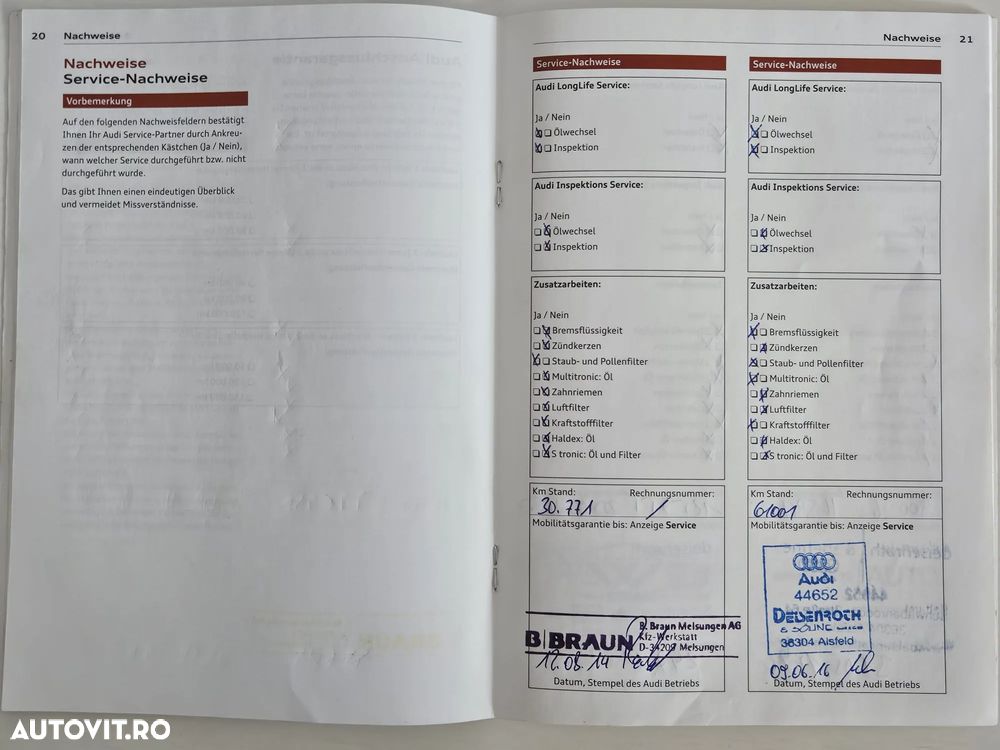 20 Nachweise
Nachweise
Service-Nachweise
Vorbemerkung
Auf den folgenden Nachweisfeldern bestätigt
Ihnen Ihr Audi Service-Partner durch Ankreu-
zen der entsprechenden Kästchen (Ja / Nein),
wann welcher Service durchgeführt bzw. nicht
durchgeführt wurde.
Das gibt Ihnen einen eindeutigen Überblick
und vermeidet Missverständnisse.
Nachweise 21
Service-Nachweise
Audi LongLife Service:
Ja / Nein
Ölwechsel
Inspektion
Audi Inspektions Service:
Ja / Nein
Ölwechsel
Inspektion
Zusatzarbeiten:
Ja / Nein
Bremsflüssigkeit
Zündkerzen
Staub- und Pollenfilter
Multitronic: Öl
Zahnriemen
Luftfilter
Kraftstofffilter
Haldex: Öl
S tronic: Öl und Filter
Km Stand: Rechnungsnummer:
30.771 /
Mobilitätsgarantie bis: Anzeige Service
B. Braun Melsungen AG
B|BRAUN Kfz-Werkstatt
D-34209 Melsungen
12.08.14
Datum, Stempel des Audi Betriebs
Service-Nachweise
Audi LongLife Service:
Ja / Nein
Ölwechsel
Inspektion
Audi Inspektions Service:
Ja / Nein
Ölwechsel
Inspektion
Zusatzarbeiten:
Ja / Nein
Bremsflüssigkeit
Zündkerzen
Staub- und Pollenfilter
Multitronic: Öl
Zahnriemen
Luftfilter
Kraftstofffilter
Haldex: Öl
S tronic: Öl und Filter
Km Stand: Rechnungsnummer:
61001
Mobilitätsgarantie bis: Anzeige Service
Audi
44652
DEISENROTH
& SÖHNE
36304 Alsfeld
09.06.16
Datum, Stempel des Audi Betriebs
AUTOVIT.RO